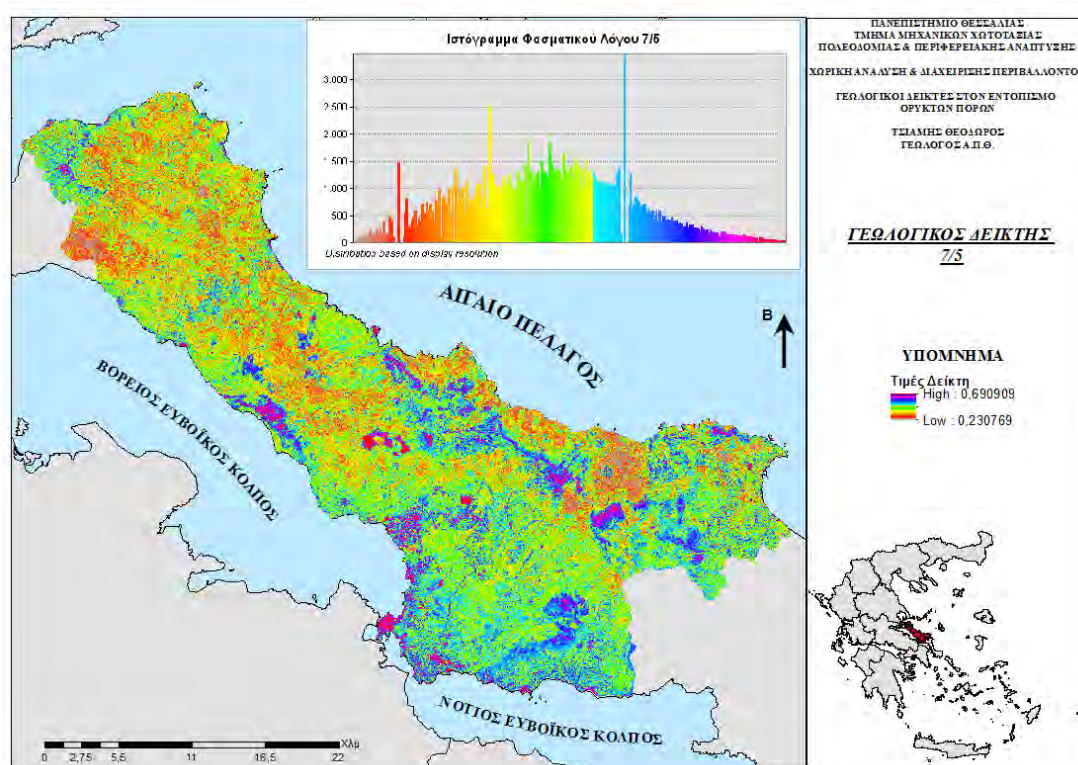 Ιστόγραμμα Φασματικού Λόγου 7/5
3.000
2.500
2.000
1.500
1.000
500
0
Distribution based on display resolution
ΑΙΓΑΙΟ ΠΕΛΑΓΟΣ
Β
ΒΟΡΕΙΟΣ ΕΥΒΟΪΚΟΣ ΚΟΛΠΟΣ
ΝΟΤΙΟΣ ΕΥΒΟΪΚΟΣ ΚΟΛΠΟΣ
Χλμ
0 2,75 5,5 11 16,5 22
ΠΑΝΕΠΙΣΤΗΜΙΟ ΘΕΣΣΑΛΙΑΣ
ΤΜΗΜΑ ΜΗΧΑΝΙΚΩΝ ΧΩΤΟΤΑΞΙΑΣ
ΠΟΛΕΟΔΟΜΙΑΣ & ΠΕΡΙΦΕΡΕΙΑΚΗΣ ΑΝΑΠΤΥΞΗΣ
ΧΩΡΙΚΗ ΑΝΑΛΥΣΗ & ΔΙΑΧΕΙΡΙΣΗΣ ΠΕΡΙΒΑΛΛΟΝΤΟ
ΓΕΩΛΟΓΙΚΟΙ ΔΕΙΚΤΕΣ ΣΤΟΝ ΕΝΤΟΠΙΣΜΟ
ΟΡΥΚΤΩΝ ΠΟΡΩΝ
ΤΣΙΑΜΗΣ ΘΕΟΔΩΡΟΣ
ΓΕΩΛΟΓΟΣ Α.Π.Θ.
ΓΕΩΛΟΓΙΚΟΣ ΔΕΙΚΤΗΣ
7/5
ΥΠΟΜΝΗΜΑ
Τιμές Δείκτη
High : 0,690909
Low : 0,230769